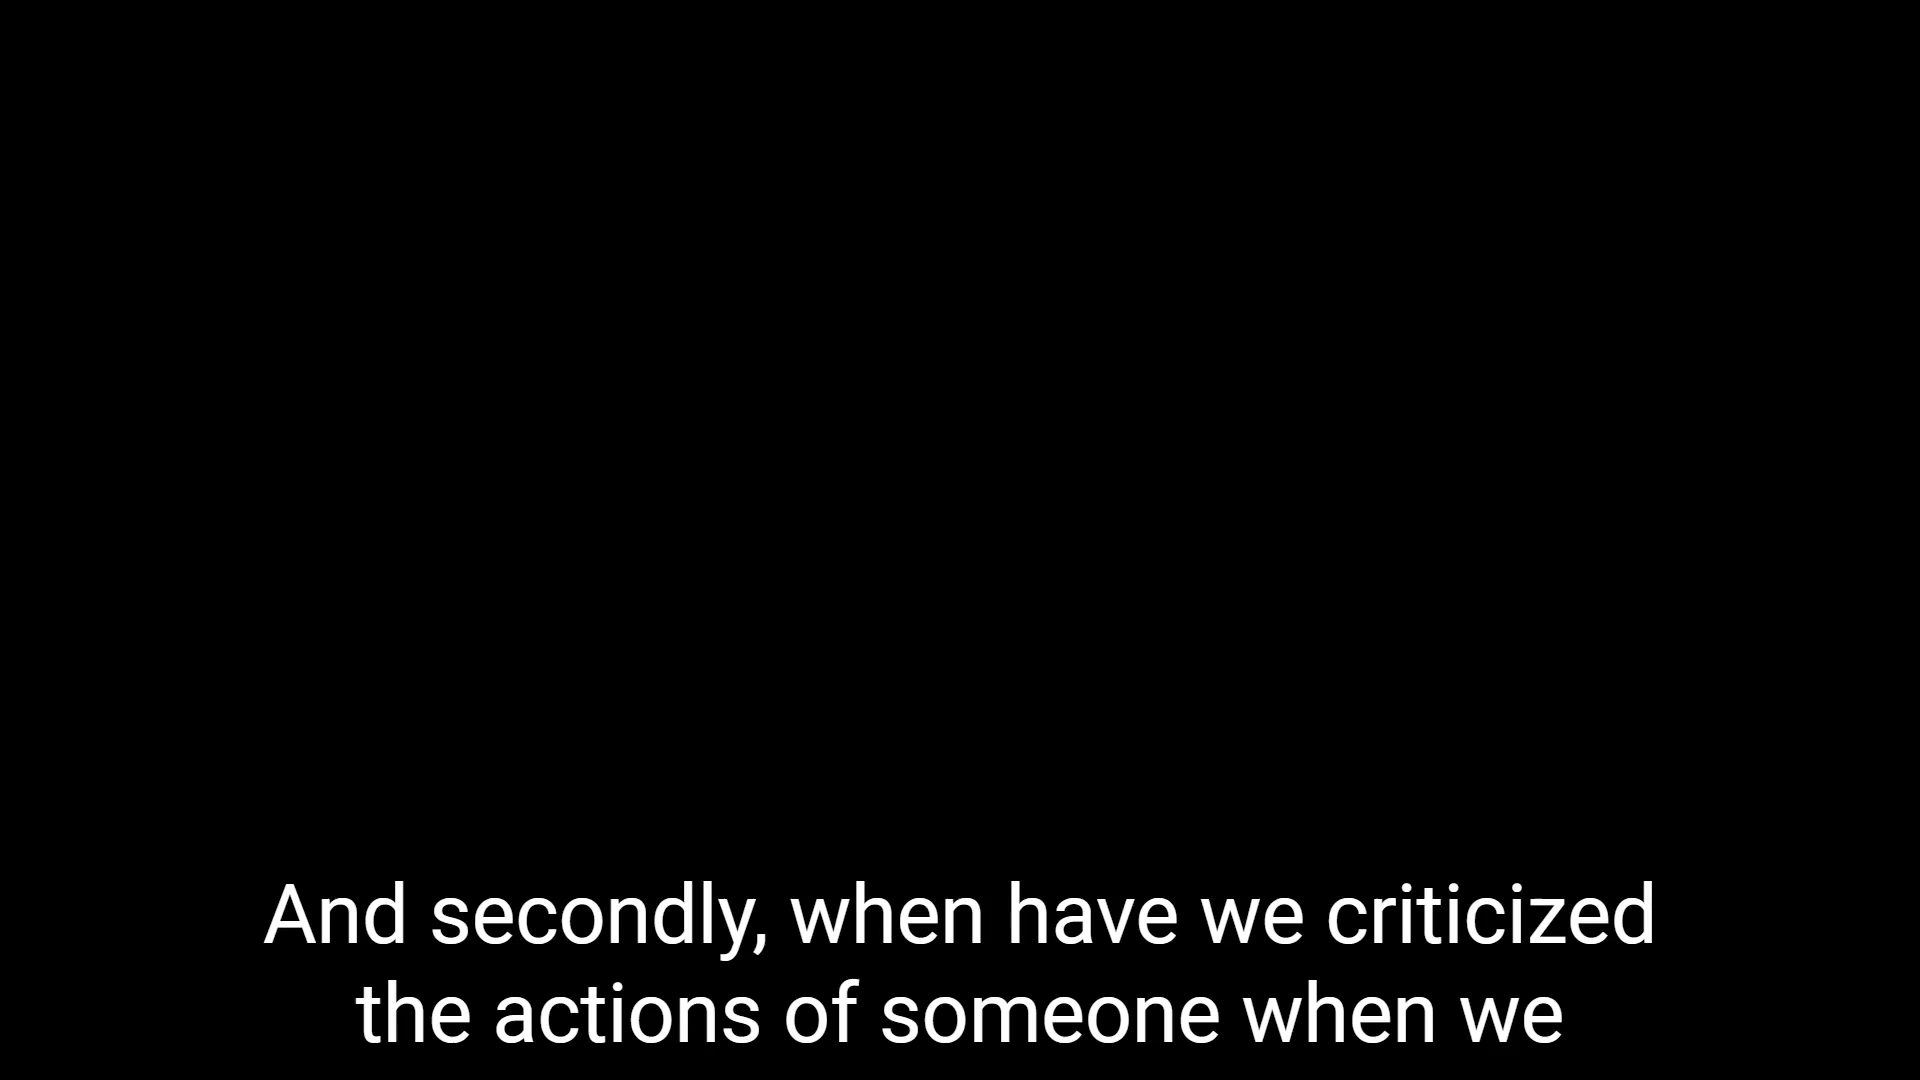 And secondly, when have we criticized
the actions of someone when we